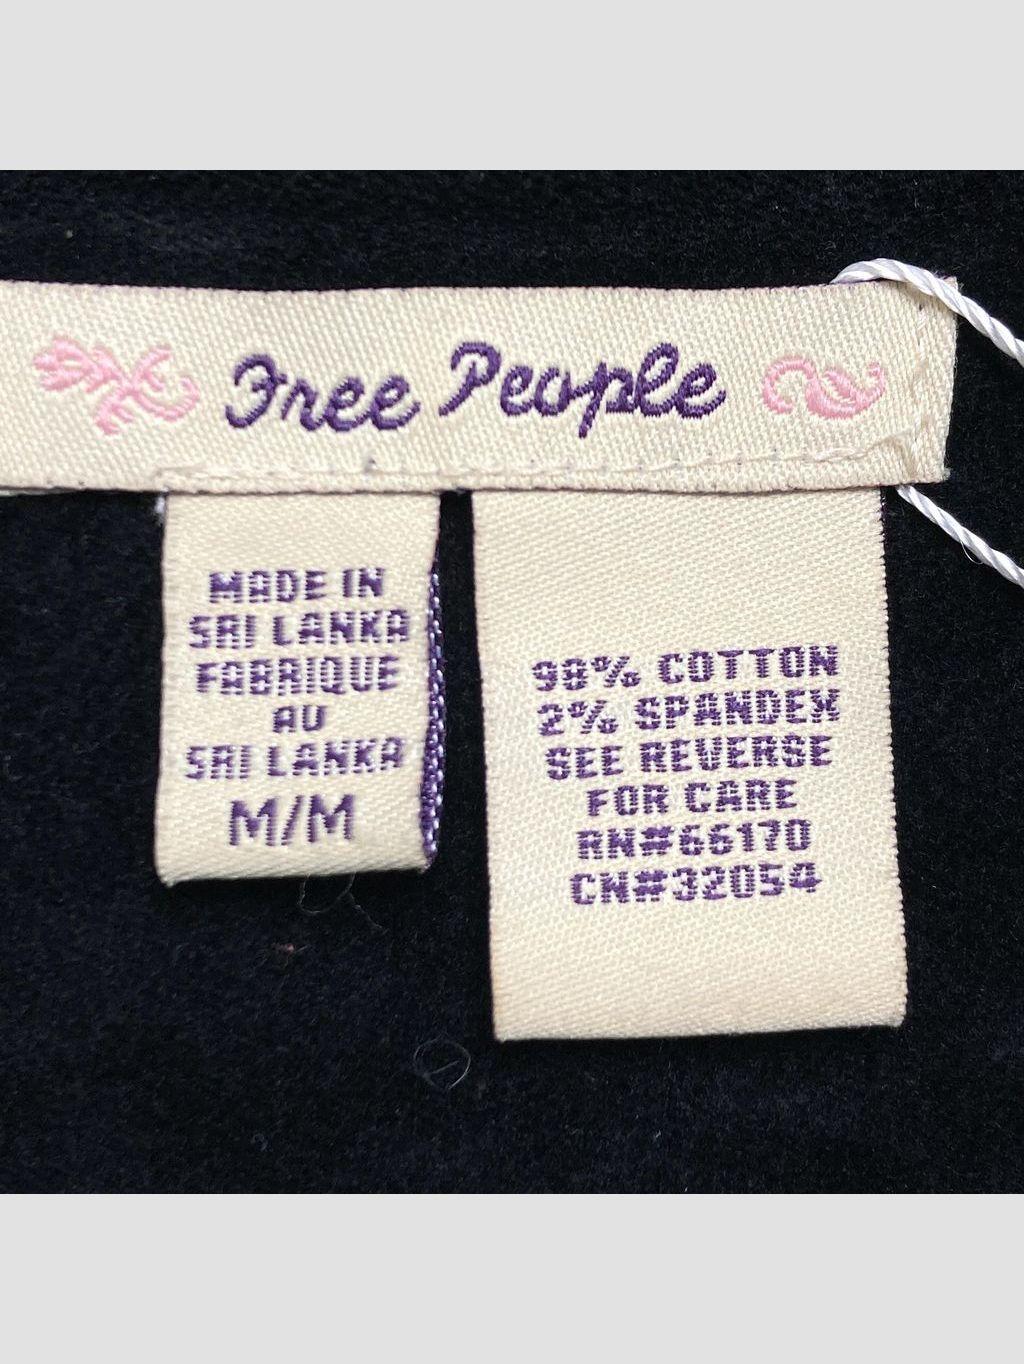 Free People
MADE IN
SRI LANKA
FABRIQUE
AU
SRI LANKA
M/M
98% COTTON
2% SPANDEX
SEE REVERSE
FOR CARE
RN#66170
CN#32054